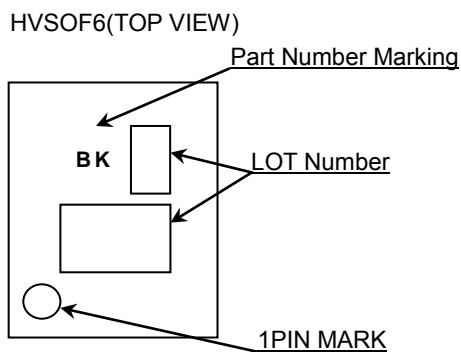 HVSOF6(TOP VIEW)
Part Number Marking
BK
LOT Number
1PIN MARK